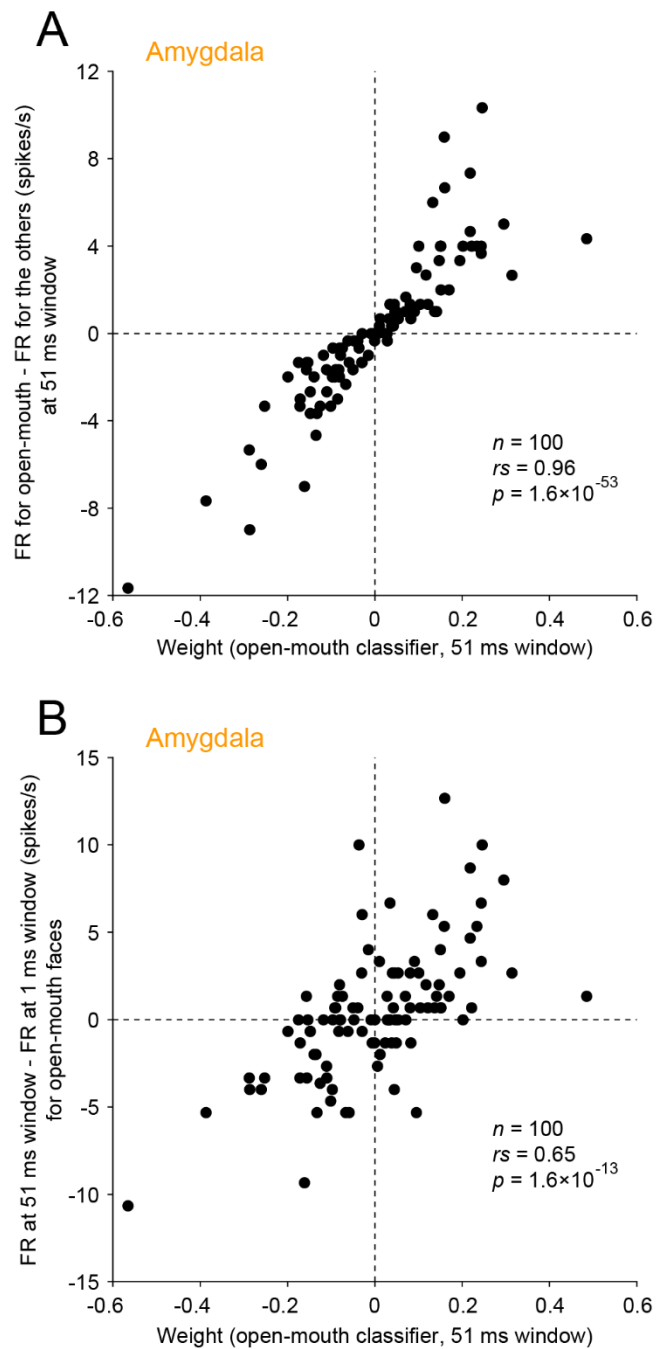 A
Amygdala
FR for open-mouth - FR for the others (spikes/s)
at 51 ms window
12
8
4
0
-4
-8
-12
n = 100
rs = 0.96
p = 1.6×10^-53
-0.6 -0.4 -0.2 0 0.2 0.4 0.6
Weight (open-mouth classifier, 51 ms window)
B
Amygdala
FR at 51 ms window - FR at 1 ms window (spikes/s)
for open-mouth faces
15
10
5
0
-5
-10
-15
n = 100
rs = 0.65
p = 1.6×10^-13
-0.6 -0.4 -0.2 0 0.2 0.4 0.6
Weight (open-mouth classifier, 51 ms window)